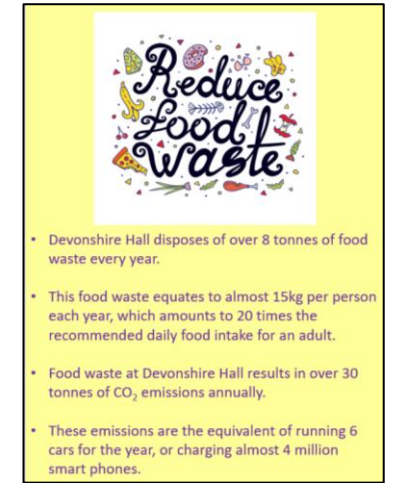 Reduce
Food
Waste
• Devonshire Hall disposes of over 8 tonnes of food
waste every year.
• This food waste equates to almost 15kg per person
each year, which amounts to 20 times the
recommended daily food intake for an adult.
• Food waste at Devonshire Hall results in over 30
tonnes of CO₂ emissions annually.
• These emissions are the equivalent of running 6
cars for the year, or charging almost 4 million
smart phones.